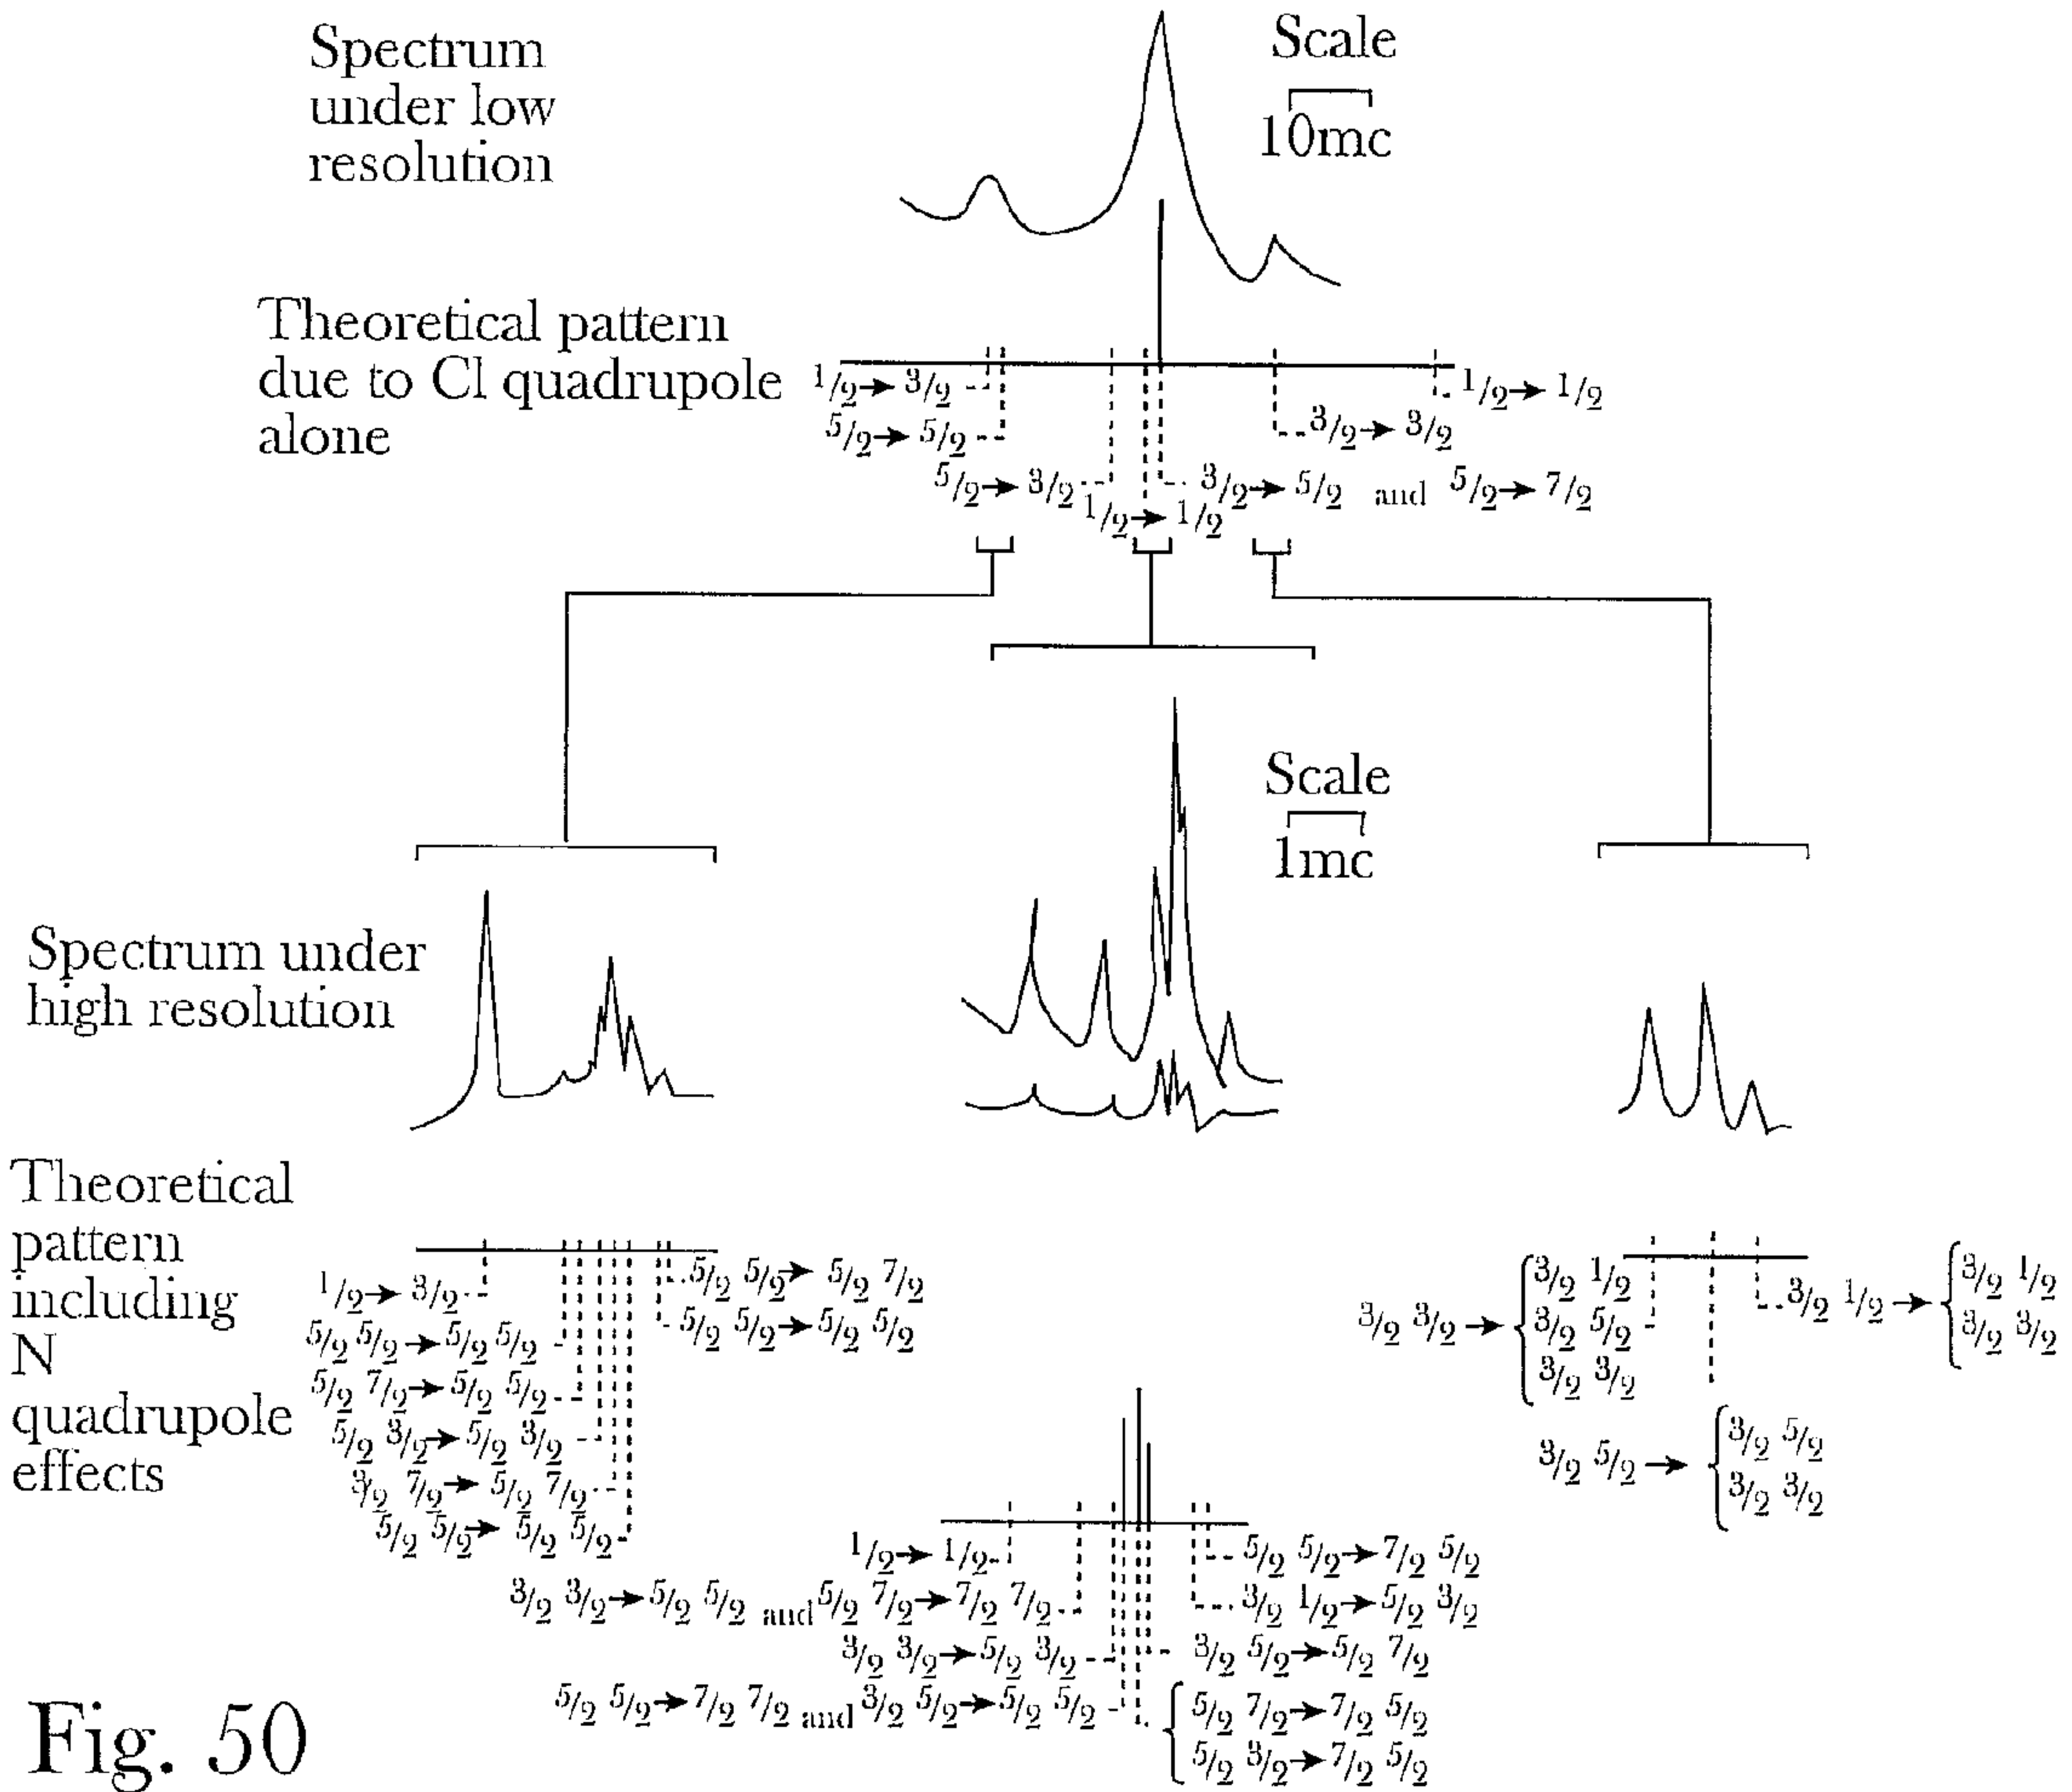 Spectrum
under low
resolution
Scale
10mc
Theoretical pattern
due to Cl quadrupole
alone
1/2→ 3/2
5/2→ 5/2
5/2→ 3/2
1/2→ 1/2
3/2→ 5/2 and 5/2→ 7/2
3/2→ 3/2
1/2→ 1/2
Scale
1mc
Spectrum under
high resolution
Theoretical
pattern
including
N
quadrupole
effects
1/2→ 3/2
5/2 5/2→ 5/2 5/2
5/2 7/2→ 5/2 5/2
5/2 3/2→ 5/2 3/2
3/2 7/2→ 5/2 7/2
5/2 5/2→ 5/2 5/2
5/2 5/2→ 5/2 7/2
5/2 5/2→ 5/2 5/2
1/2→ 1/2
3/2 3/2→ 5/2 5/2 and 5/2 7/2→ 7/2 7/2
3/2 3/2→ 5/2 3/2
5/2 5/2→ 7/2 7/2 and 3/2 5/2→ 5/2 5/2
5/2 5/2→ 7/2 5/2
3/2 1/2→ 5/2 3/2
3/2 5/2→ 5/2 7/2
5/2 7/2→ 7/2 5/2
5/2 3/2→ 7/2 5/2
3/2 3/2 →
3/2 1/2
3/2 5/2
3/2 3/2
3/2 1/2 →
3/2 1/2
3/2 3/2
3/2 5/2 →
3/2 5/2
3/2 3/2
Fig. 50